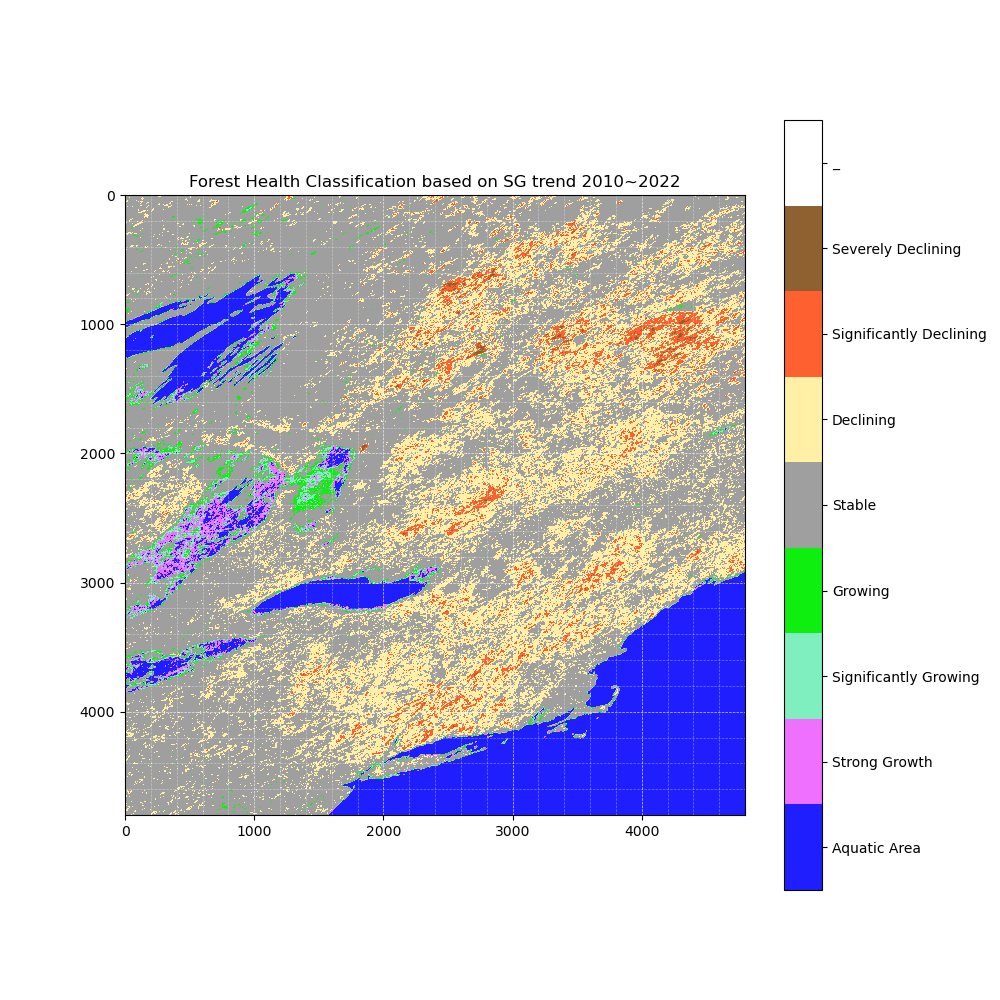 Forest Health Classification based on SG trend 2010~2022
0
1000
2000
3000
4000
0
1000
2000
3000
4000
_
Severely Declining
Significantly Declining
Declining
Stable
Growing
Significantly Growing
Strong Growth
Aquatic Area